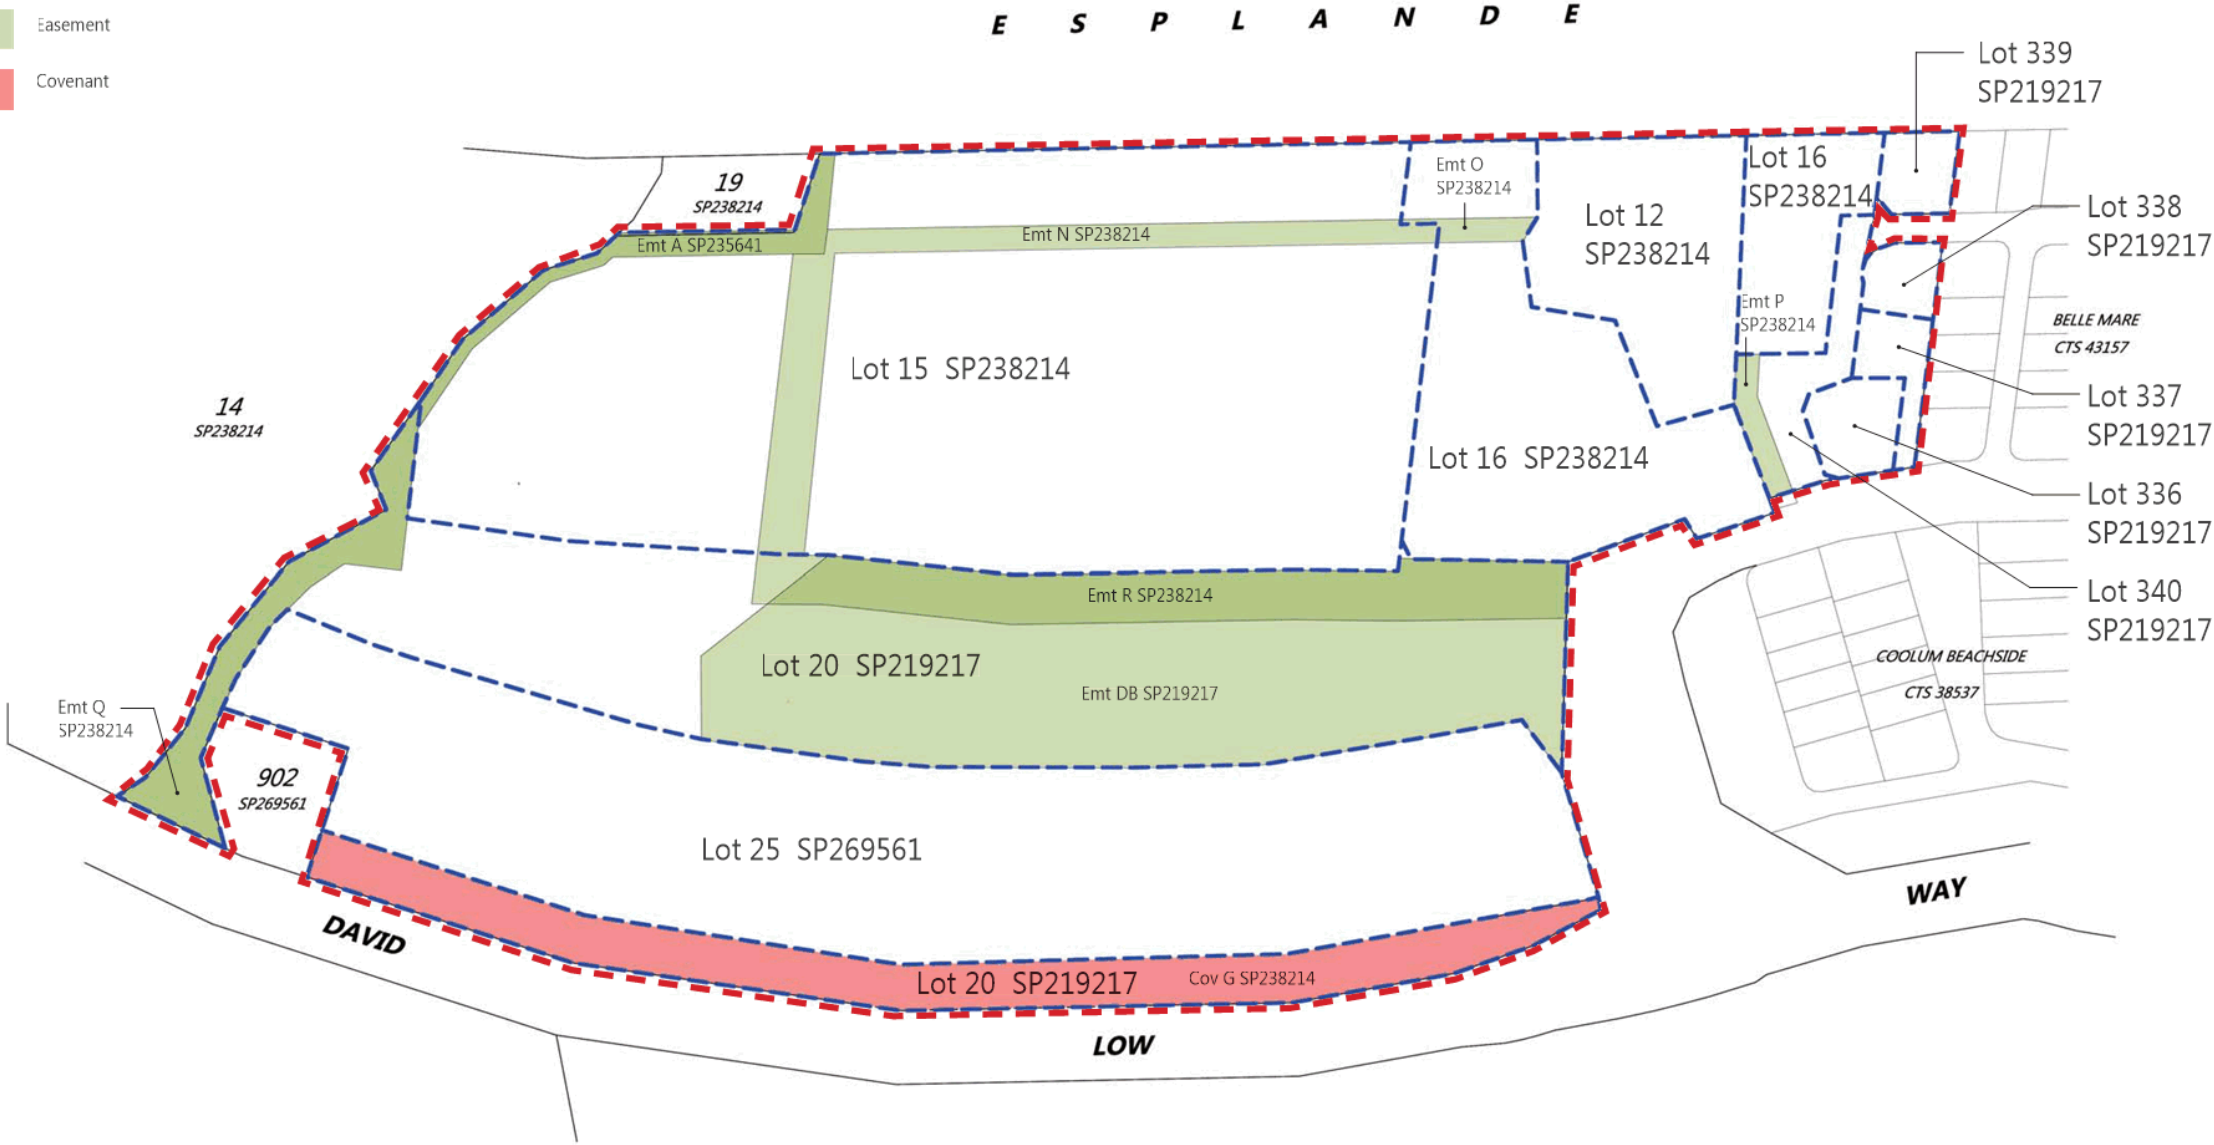 E S P L A N D E
Easement
Covenant
Lot 339
SP219217
19
SP238214
Emt O
SP238214
Lot 16
SP238214
Lot 12
SP238214
Lot 338
SP219217
Emt A SP235641
Emt N SP238214
Emt P
SP238214
BELLE MARE
CTS 43157
Lot 15 SP238214
14
SP238214
Lot 337
SP219217
Lot 16 SP238214
Lot 336
SP219217
Emt R SP238214
Lot 340
SP219217
Lot 20 SP219217
Emt DB SP219217
COOLUM BEACHSIDE
CTS 38537
Emt Q
SP238214
902
SP269561
Lot 25 SP269561
WAY
DAVID
Lot 20 SP219217
Cov G SP238214
LOW